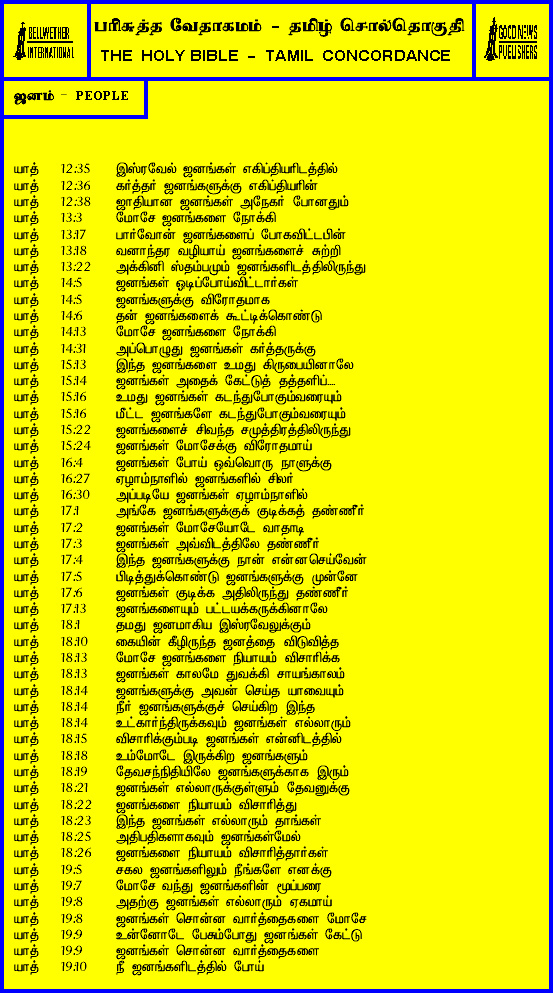 BELLWETHER
INTERNATIONAL
பரிசுத்த வேதாகமம் - தமிழ் சொல்தொகுதி
THE HOLY BIBLE - TAMIL CONCORDANCE
GOOD NEWS
PUBLISHERS
ஜனம் - PEOPLE
யாத் 12:35 இஸ்ரவேல் ஜனங்கள் எகிப்தியரிடத்தில்
யாத் 12:36 கர்த்தர் ஜனங்களுக்கு எகிப்தியரின்
யாத் 12:38 ஜாதியான ஜனங்கள் அநேகர் போனதும்
யாத் 13:3 மோசே ஜனங்களை நோக்கி
யாத் 13:17 பார்வோன் ஜனங்களைப் போகவிட்டபின்
யாத் 13:18 வனாந்தர வழியாய் ஜனங்களைச் சுற்றி
யாத் 13:22 அக்கினி ஸ்தம்பமும் ஜனங்களிடத்திலிருந்து
யாத் 14:5 ஜனங்கள் ஓடிப்போய்விட்டார்கள்
யாத் 14:5 ஜனங்களுக்கு விரோதமாக
யாத் 14:6 தன் ஜனங்களைக் கூட்டிக்கொண்டு
யாத் 14:13 மோசே ஜனங்களை நோக்கி
யாத் 14:31 அப்பொழுது ஜனங்கள் கர்த்தருக்கு
யாத் 15:13 இந்த ஜனங்களை உமது கிருபையினாலே
யாத் 15:14 ஜனங்கள் அதைக் கேட்டுத் தத்தளிப்....
யாத் 15:16 உமது ஜனங்கள் கடந்துபோகும்வரையும்
யாத் 15:16 மீட்ட ஜனங்களே கடந்துபோகும்வரையும்
யாத் 15:22 ஜனங்களைச் சிவந்த சமுத்திரத்திலிருந்து
யாத் 15:24 ஜனங்கள் மோசேக்கு விரோதமாய்
யாத் 16:4 ஜனங்கள் போய் ஒவ்வொரு நாளுக்கு
யாத் 16:27 ஏழாம்நாளில் ஜனங்களில் சிலர்
யாத் 16:30 அப்படியே ஜனங்கள் ஏழாம்நாளில்
யாத் 17:1 அங்கே ஜனங்களுக்குக் குடிக்கத் தண்ணீர்
யாத் 17:2 ஜனங்கள் மோசேயோடே வாதாடி
யாத் 17:3 ஜனங்கள் அவ்விடத்திலே தண்ணீர்
யாத் 17:4 இந்த ஜனங்களுக்கு நான் என்னசெய்வேன்
யாத் 17:5 பிடித்துக்கொண்டு ஜனங்களுக்கு முன்னே
யாத் 17:6 ஜனங்கள் குடிக்க அதிலிருந்து தண்ணீர்
யாத் 17:13 ஜனங்களையும் பட்டயக்கருக்கினாலே
யாத் 18:1 தமது ஜனமாகிய இஸ்ரவேலுக்கும்
யாத் 18:10 கையின் கீழிருந்த ஜனத்தை விடுவித்த
யாத் 18:13 மோசே ஜனங்களை நியாயம் விசாரிக்க
யாத் 18:13 ஜனங்கள் காலமே துவக்கி சாயங்காலம்
யாத் 18:14 ஜனங்களுக்கு அவன் செய்த யாவையும்
யாத் 18:14 நீர் ஜனங்களுக்குச் செய்கிற இந்த
யாத் 18:14 உட்கார்ந்திருக்கவும் ஜனங்கள் எல்லாரும்
யாத் 18:15 விசாரிக்கும்படி ஜனங்கள் என்னிடத்தில்
யாத் 18:18 உம்மோடே இருக்கிற ஜனங்களும்
யாத் 18:19 தேவசந்நிதியிலே ஜனங்களுக்காக இரும்
யாத் 18:21 ஜனங்கள் எல்லாருக்குள்ளும் தேவனுக்கு
யாத் 18:22 ஜனங்களை நியாயம் விசாரித்து
யாத் 18:23 இந்த ஜனங்கள் எல்லாரும் தாங்கள்
யாத் 18:25 அதிபதிகளாகவும் ஜனங்கள்மேல்
யாத் 18:26 ஜனங்களை நியாயம் விசாரித்தார்கள்
யாத் 19:5 சகல ஜனங்களிலும் நீங்களே எனக்கு
யாத் 19:7 மோசே வந்து ஜனங்களின் மூப்பரை
யாத் 19:8 அதற்கு ஜனங்கள் எல்லாரும் ஏகமாய்
யாத் 19:8 ஜனங்கள் சொன்ன வார்த்தைகளை மோசே
யாத் 19:9 உன்னோடே பேசும்போது ஜனங்கள் கேட்டு
யாத் 19:9 ஜனங்கள் சொன்ன வார்த்தைகளை
யாத் 19:10 நீ ஜனங்களிடத்தில் போய்